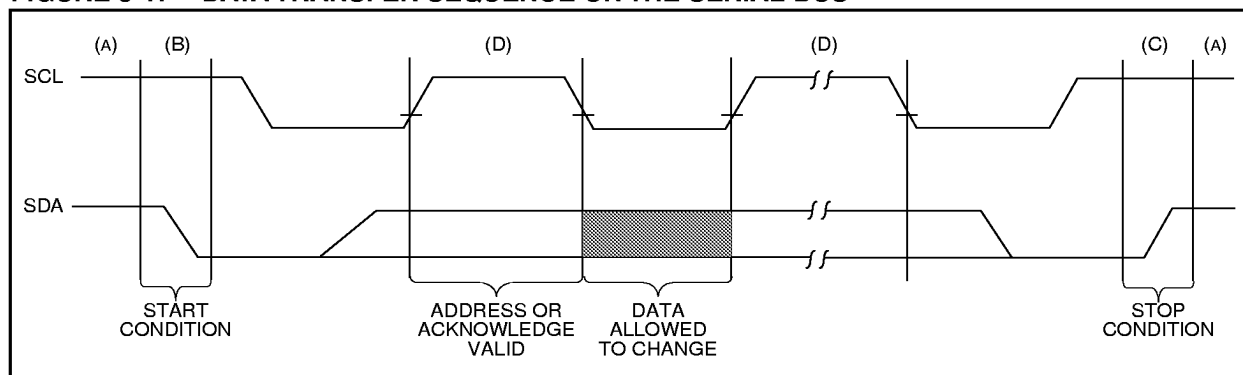 (A) (B) (D) (D) (C) (A)
SCL
SDA
START
CONDITION
ADDRESS OR
ACKNOWLEDGE
VALID
DATA
ALLOWED
TO CHANGE
STOP
CONDITION